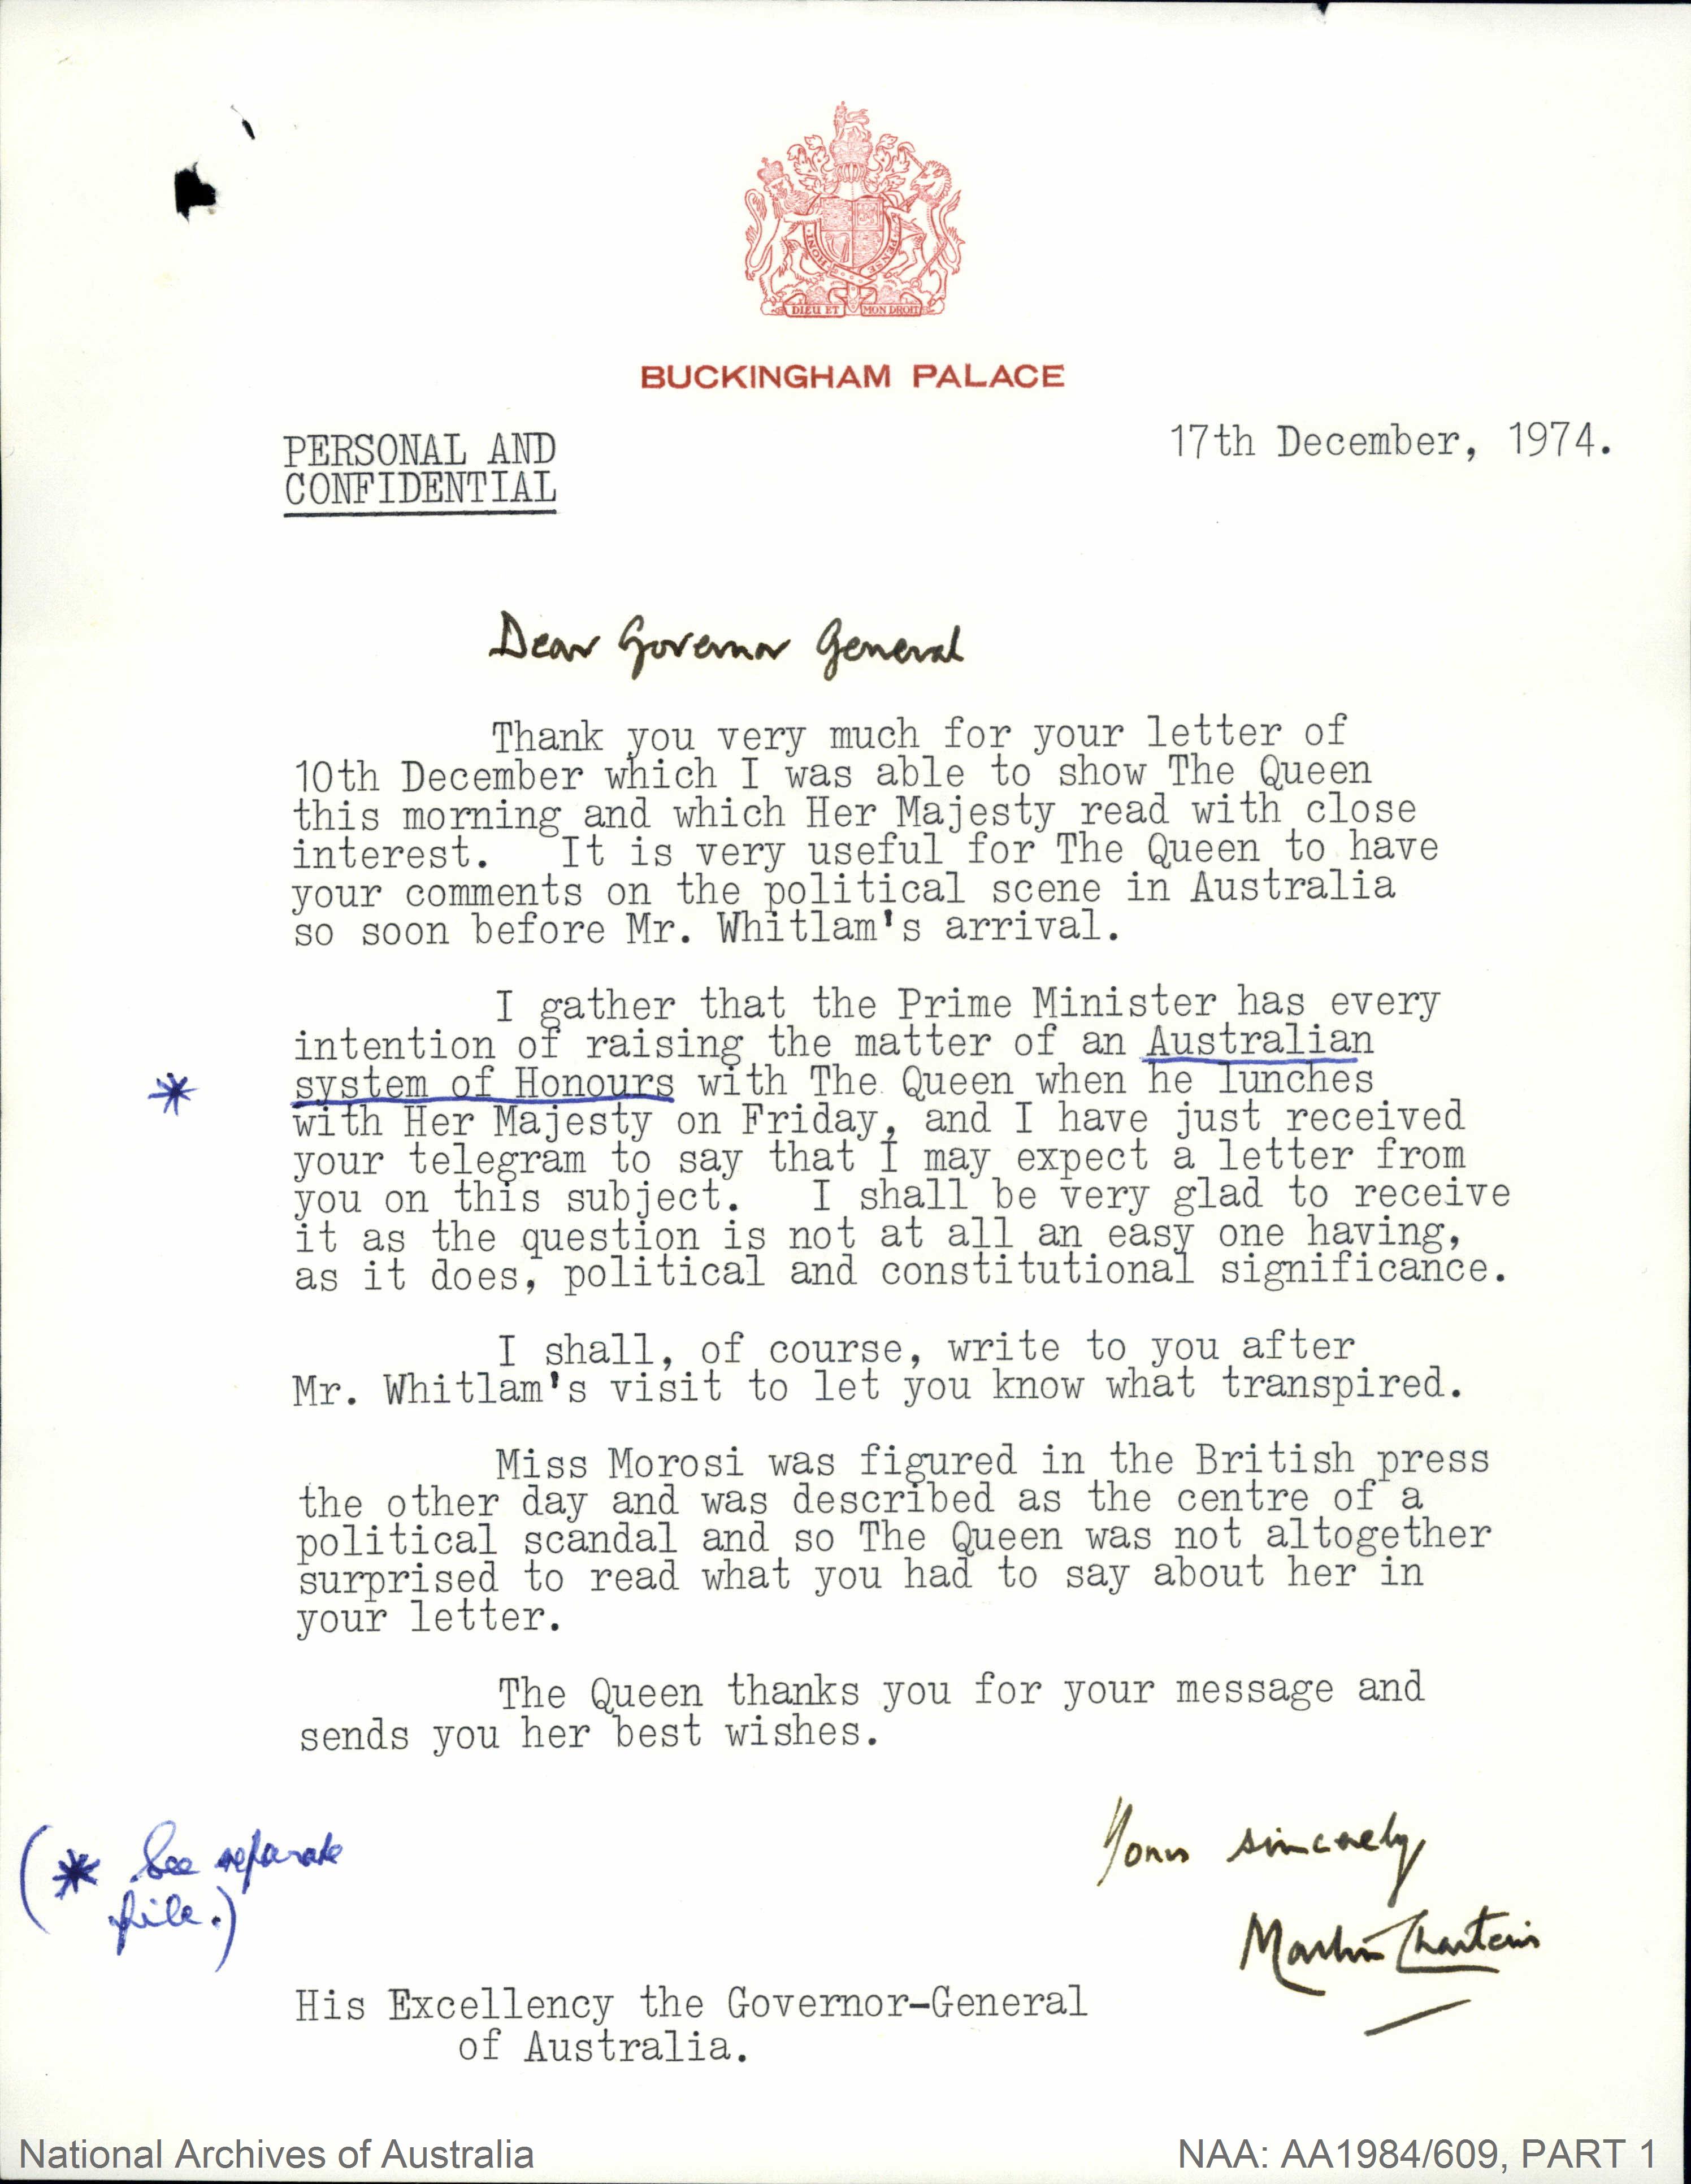 HONI PENSE
DIEU ET MON DROIT
BUCKINGHAM PALACE
PERSONAL AND
CONFIDENTIAL
17th December, 1974.
Dear Governor General
Thank you very much for your letter of
10th December which I was able to show The Queen
this morning and which Her Majesty read with close
interest. It is very useful for The Queen to have
your comments on the political scene in Australia
so soon before Mr. Whitlam's arrival.
I gather that the Prime Minister has every
intention of raising the matter of an Australian
* system of Honours with The Queen when he lunches
with Her Majesty on Friday, and I have just received
your telegram to say that I may expect a letter from
you on this subject. I shall be very glad to receive
it as the question is not at all an easy one having,
as it does, political and constitutional significance.
I shall, of course, write to you after
Mr. Whitlam's visit to let you know what transpired.
Miss Morosi was figured in the British press
the other day and was described as the centre of a
political scandal and so The Queen was not altogether
surprised to read what you had to say about her in
your letter.
The Queen thanks you for your message and
sends you her best wishes.
Yours sincerely
Martin Charteris
(* See separate
file.)
His Excellency the Governor-General
of Australia.
National Archives of Australia
NAA: AA1984/609, PART 1